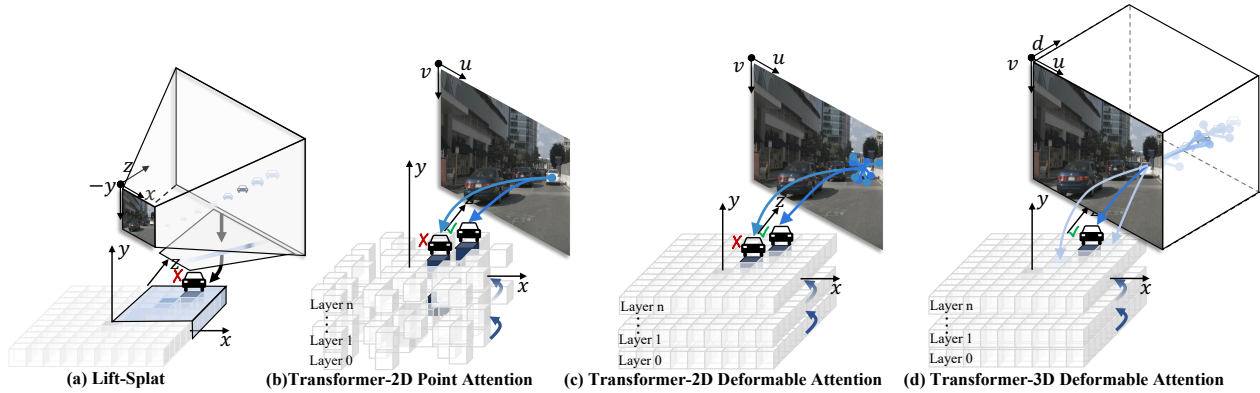 z
−y
x
y
z
✗
x
(a) Lift-Splat
v
u
y
z
✗
✓
x
Layer n
Layer 1
Layer 0
(b)Transformer-2D Point Attention
v
u
y
z
✗
✓
x
Layer n
Layer 1
Layer 0
(c) Transformer-2D Deformable Attention
d
v
u
y
z
✓
x
Layer n
Layer 1
Layer 0
(d) Transformer-3D Deformable Attention